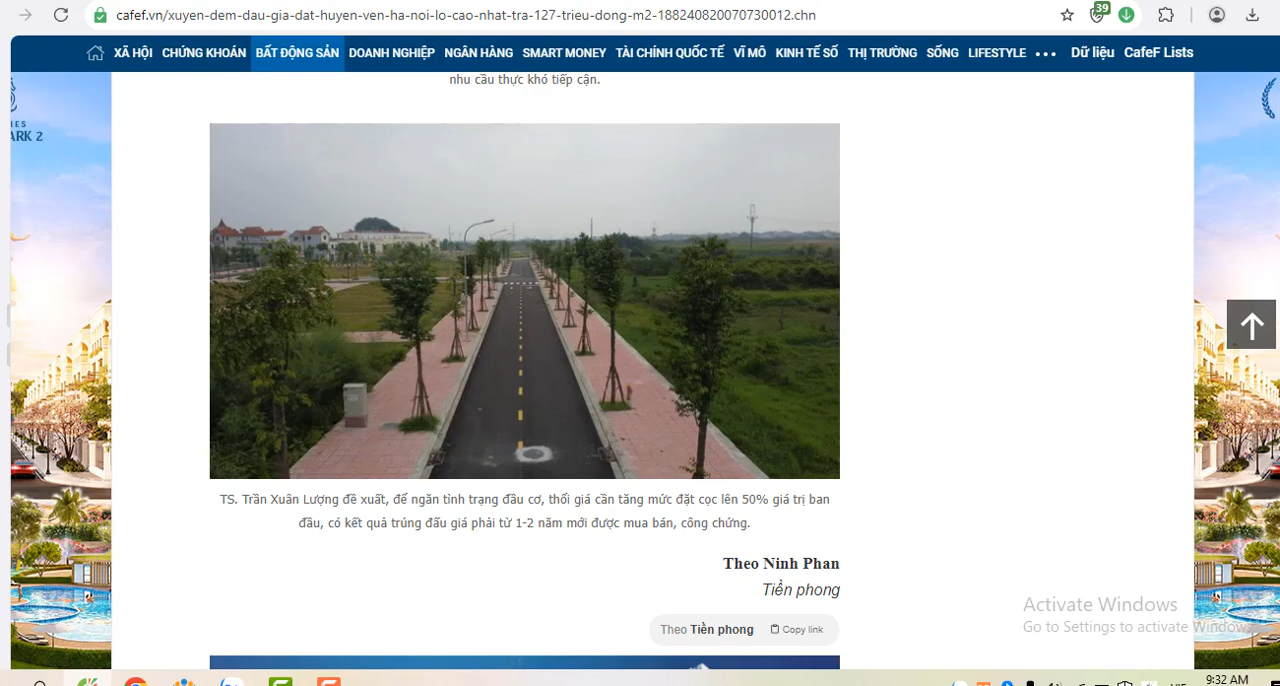 cafef.vn/xuyen-dem-dau-gia-dat-huyen-ven-ha-noi-lo-cao-nhat-tra-127-trieu-dong-m2-188240820070730012.chn
39
XÃ HỘI CHỨNG KHOÁN BẤT ĐỘNG SẢN DOANH NGHIỆP NGÂN HÀNG SMART MONEY TÀI CHÍNH QUỐC TẾ VĨ MÔ KINH TẾ SỐ THỊ TRƯỜNG SỐNG LIFESTYLE ••• Dữ liệu CafeF Lists
nhu cầu thực khó tiếp cận.
ARK 2
TS. Trần Xuân Lượng đề xuất, để ngăn tình trạng đầu cơ, thổi giá cần tăng mức đặt cọc lên 50% giá trị ban
đầu, có kết quả trúng đấu giá phải từ 1-2 năm mới được mua bán, công chứng.
Theo Ninh Phan
Tiền phong
Theo Tiền phong Copy link
Activate Windows
Go to Settings to activate Windows.
9:32 AM